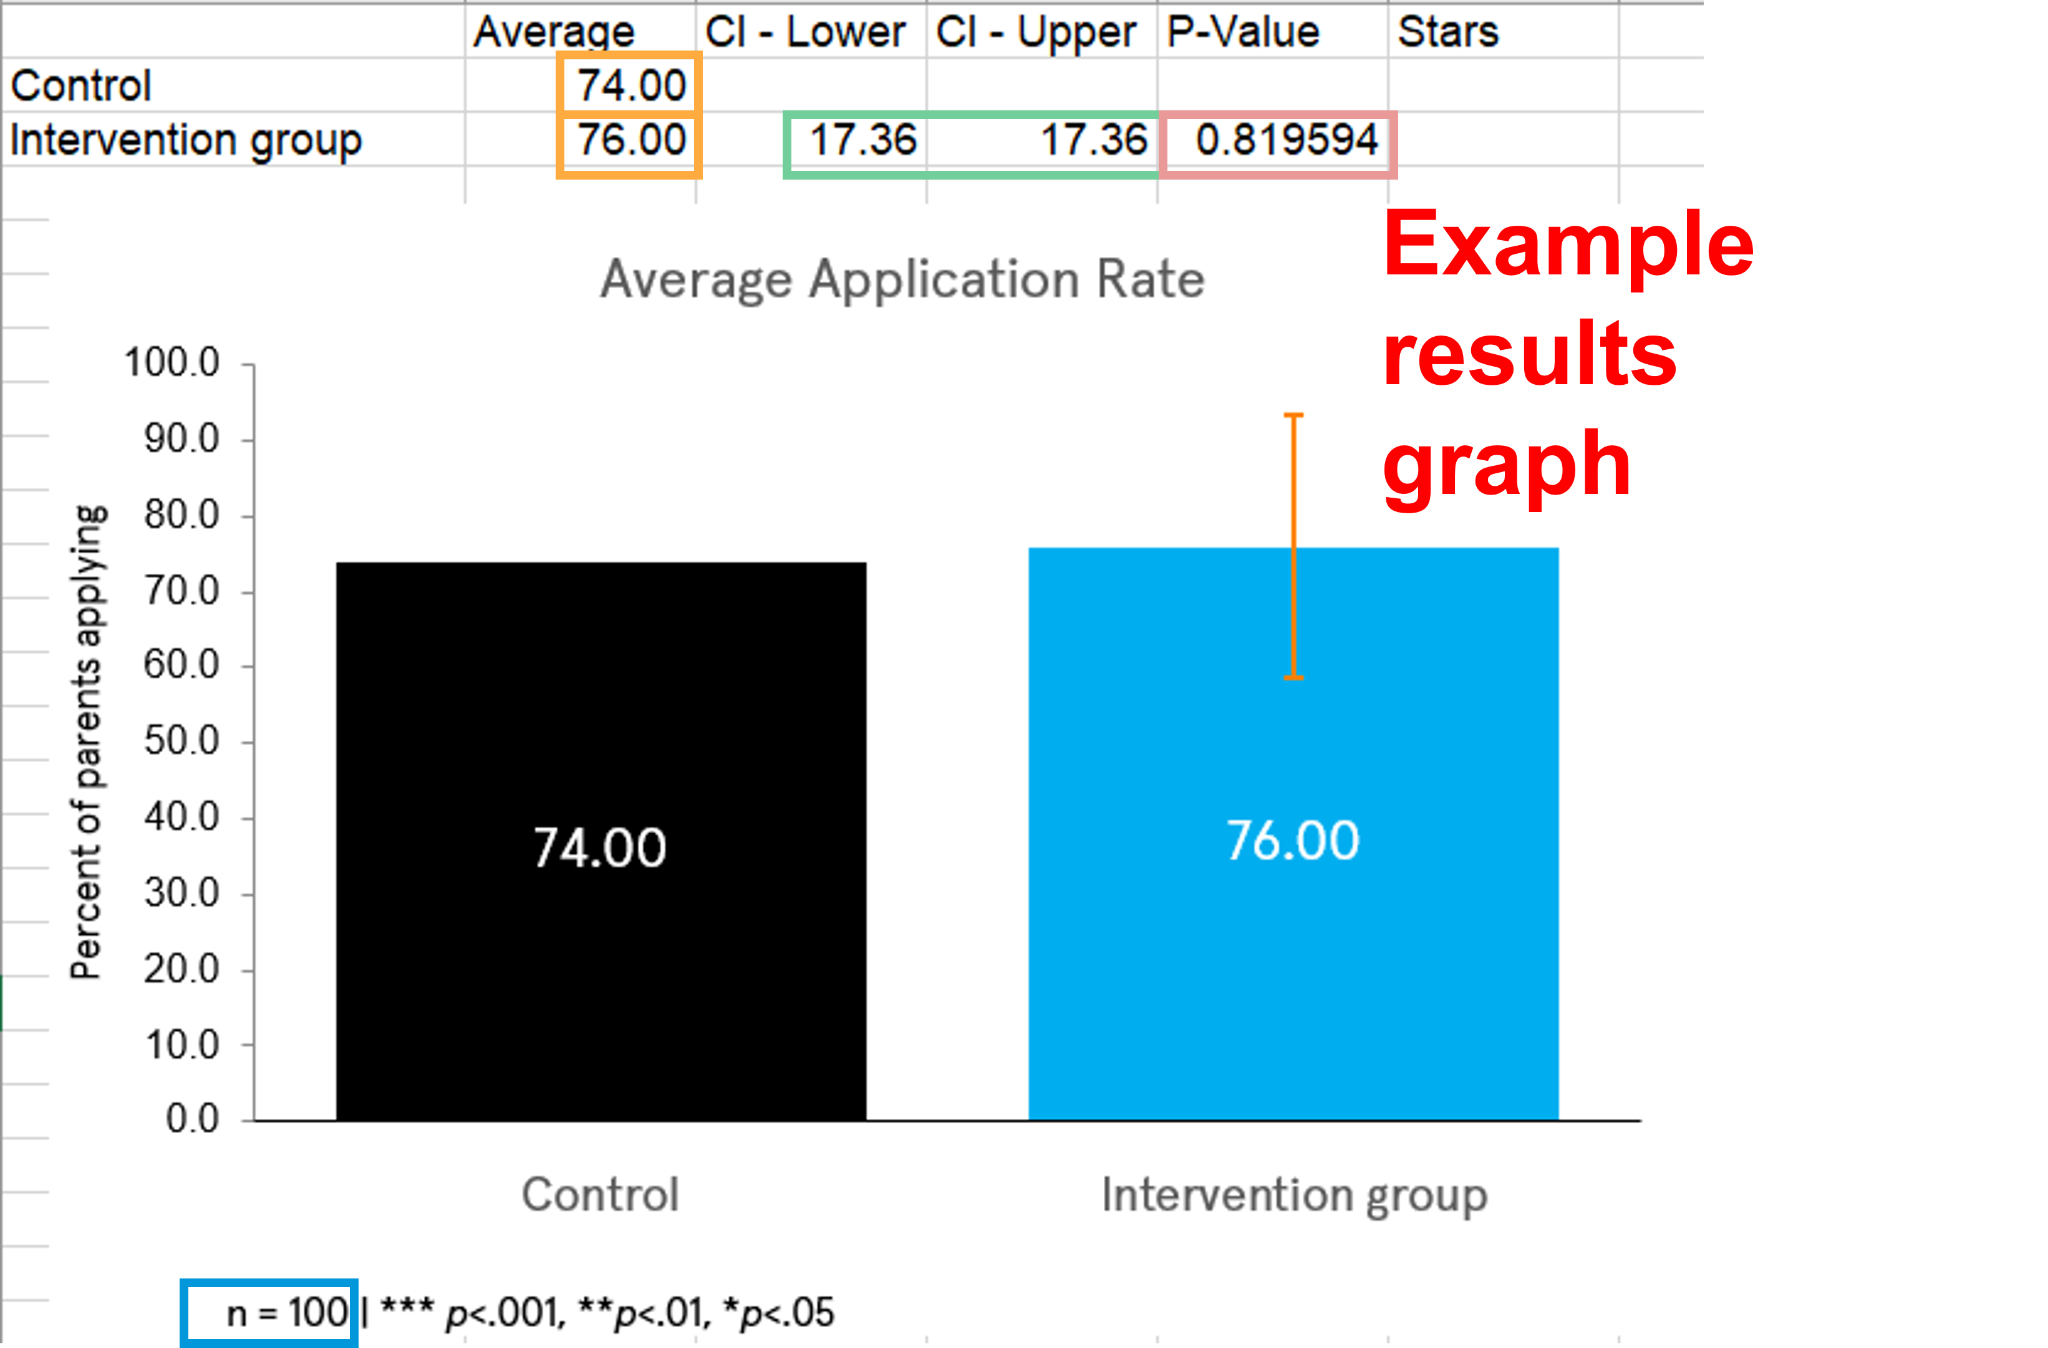 Average CI - Lower CI - Upper P-Value Stars
Control 74.00
Intervention group 76.00 17.36 17.36 0.819594
Example
results
graph
Average Application Rate
Percent of parents applying
100.0
90.0
80.0
70.0
60.0
50.0
40.0
30.0
20.0
10.0
0.0
74.00
76.00
Control
Intervention group
n = 100 | *** p<.001, **p<.01, *p<.05